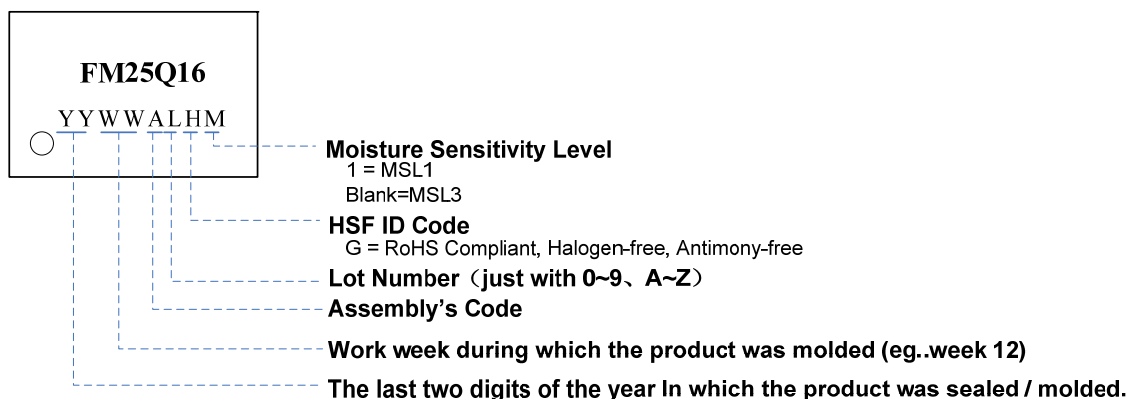 FM25Q16
YYWWALHM
Moisture Sensitivity Level
1 = MSL1
Blank=MSL3
HSF ID Code
G = RoHS Compliant, Halogen-free, Antimony-free
Lot Number（just with 0~9、A~Z）
Assembly's Code
Work week during which the product was molded (eg..week 12)
The last two digits of the year In which the product was sealed / molded.